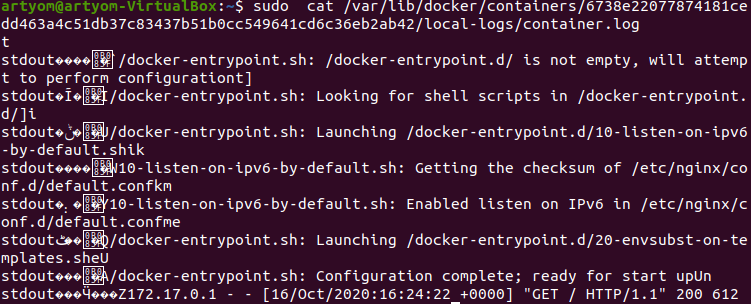 artyom@artyom-VirtualBox:~$ sudo  cat /var/lib/docker/containers/6738e22077874181ce
dd463a4c51db37c83437b51b0cc549641cd6c36eb2ab42/local-logs/container.log
t
stdout /docker-entrypoint.sh: /docker-entrypoint.d/ is not empty, will attem
pt to perform configurationt]
stdout /docker-entrypoint.sh: Looking for shell scripts in /docker-entrypoint.
d/]i
stdout /docker-entrypoint.sh: Launching /docker-entrypoint.d/10-listen-on-ipv6
-by-default.shik
stdout 10-listen-on-ipv6-by-default.sh: Getting the checksum of /etc/nginx/co
nf.d/default.confkm
stdout 10-listen-on-ipv6-by-default.sh: Enabled listen on IPv6 in /etc/nginx/c
onf.d/default.confme
stdout /docker-entrypoint.sh: Launching /docker-entrypoint.d/20-envsubst-on-te
mplates.sheU
stdout /docker-entrypoint.sh: Configuration complete; ready for start upUn
stdout Z172.17.0.1 - - [16/Oct/2020:16:24:22 +0000] "GET / HTTP/1.1" 200 612